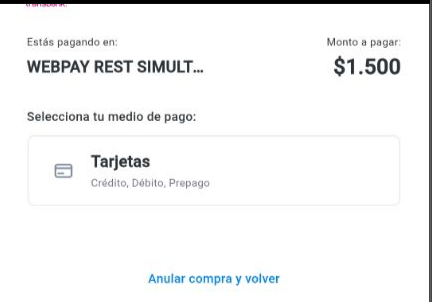 transbank.
Estás pagando en:
Monto a pagar:
WEBPAY REST SIMULT...
$1.500
Selecciona tu medio de pago:
Tarjetas
Crédito, Débito, Prepago
Anular compra y volver